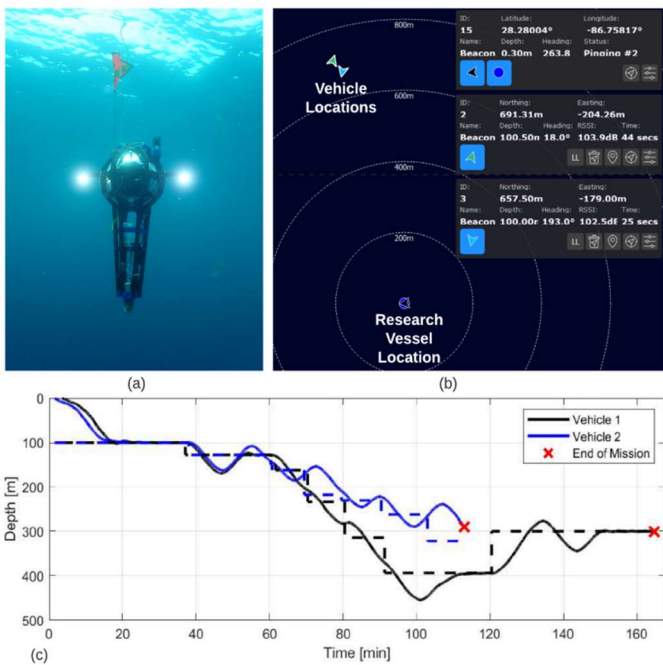 800m
600m
400m
200m
Vehicle
Locations
Research
Vessel
Location
ID: Latitude: Longitude:
15 28.28004° -86.75817°
Name: Depth: Heading: Status:
Beacon 0.30m 263.8 Pinging #2
ID: Northing: Easting:
2 691.31m -204.26m
Name: Depth: Heading: RSSI: Time:
Beacon 100.50m 18.0° 103.9dB 44 secs
LL
ID: Northing: Easting:
3 657.50m -179.00m
Name: Depth: Heading: RSSI: Time:
Beacon 100.00m 193.0° 102.5dB 25 secs
LL
(a)
(b)
Depth [m]
0
100
200
300
400
500
Vehicle 1
Vehicle 2
End of Mission
0 20 40 60 80 100 120 140 160
Time [min]
(c)